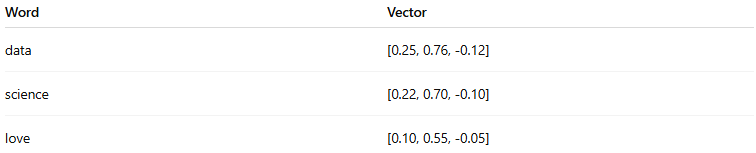 Word Vector
data [0.25, 0.76, -0.12]
science [0.22, 0.70, -0.10]
love [0.10, 0.55, -0.05]